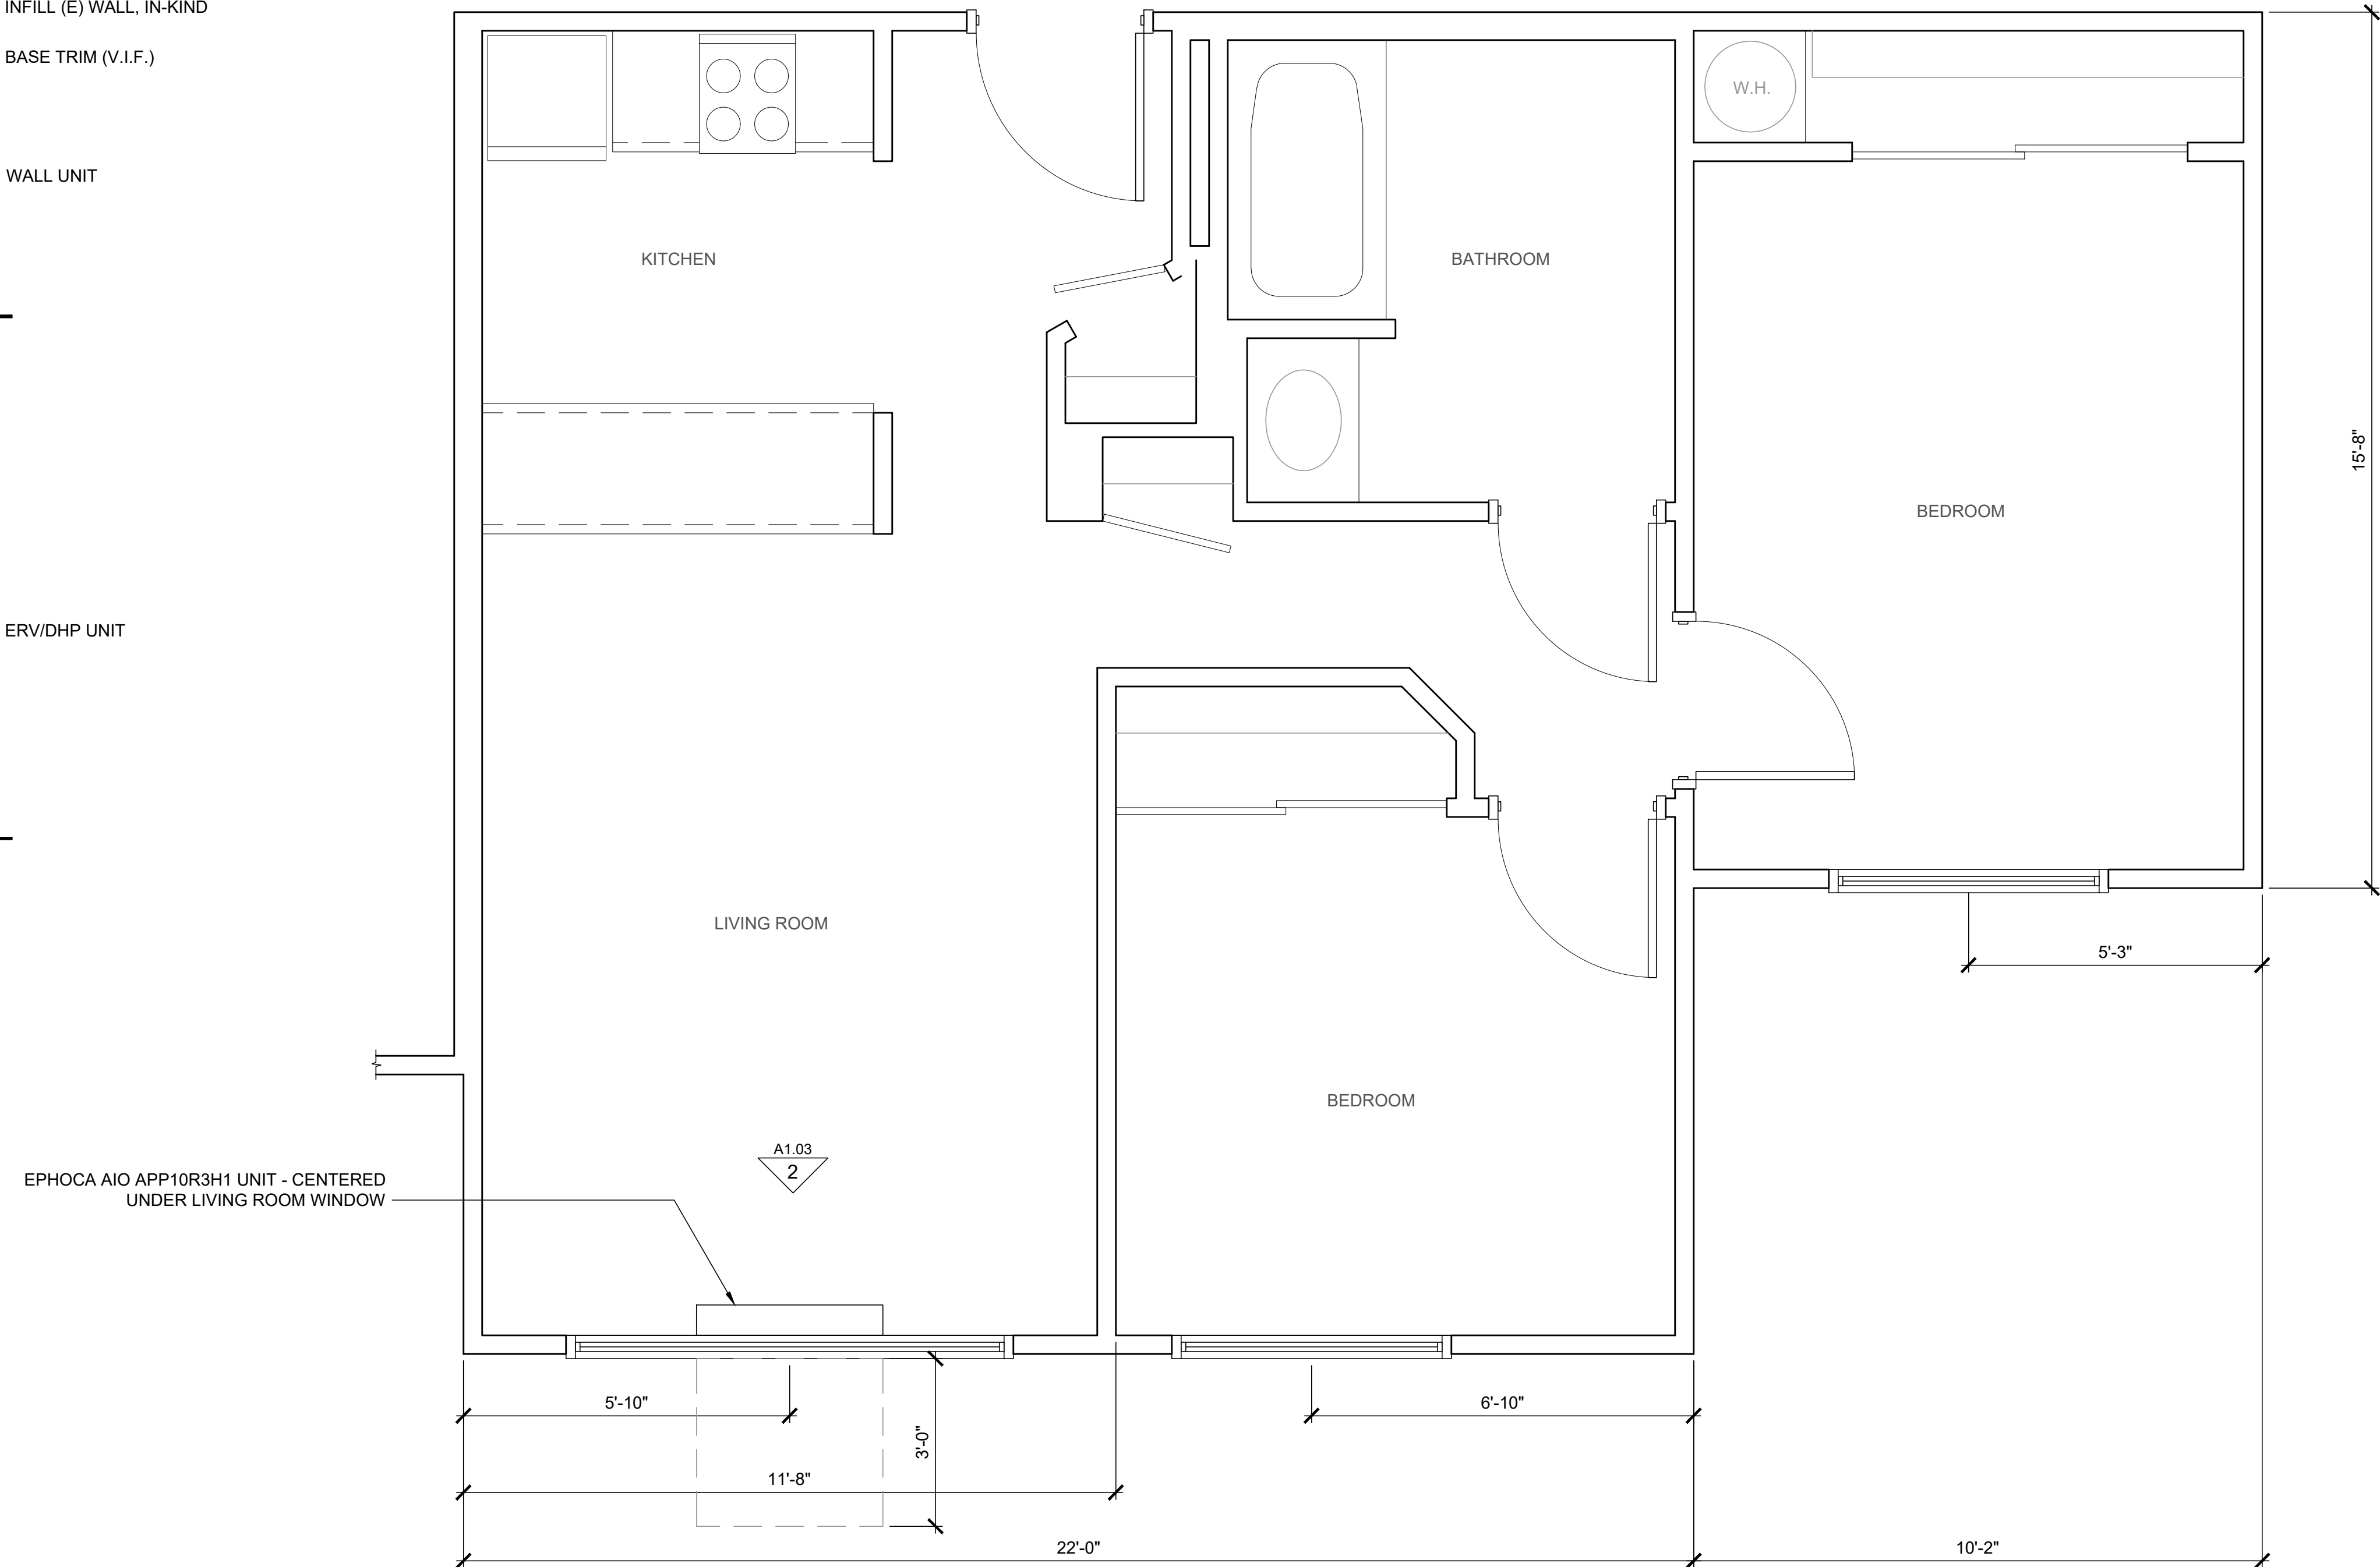 INFILL (E) WALL, IN-KIND
BASE TRIM (V.I.F.)
W.H.
WALL UNIT
KITCHEN
BATHROOM
15'-8"
BEDROOM
ERV/DHP UNIT
LIVING ROOM
5'-3"
BEDROOM
A1.03
2
EPHOCA AIO APP10R3H1 UNIT - CENTERED
UNDER LIVING ROOM WINDOW
5'-10"
6'-10"
3'-0"
11'-8"
22'-0"
10'-2"